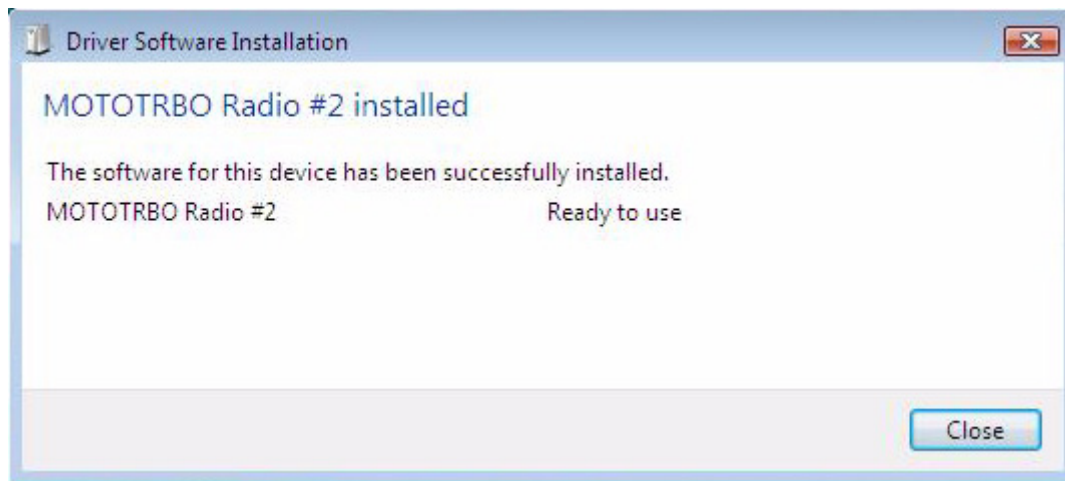 Driver Software Installation
MOTOTRBO Radio #2 installed
The software for this device has been successfully installed.
MOTOTRBO Radio #2 Ready to use
Close